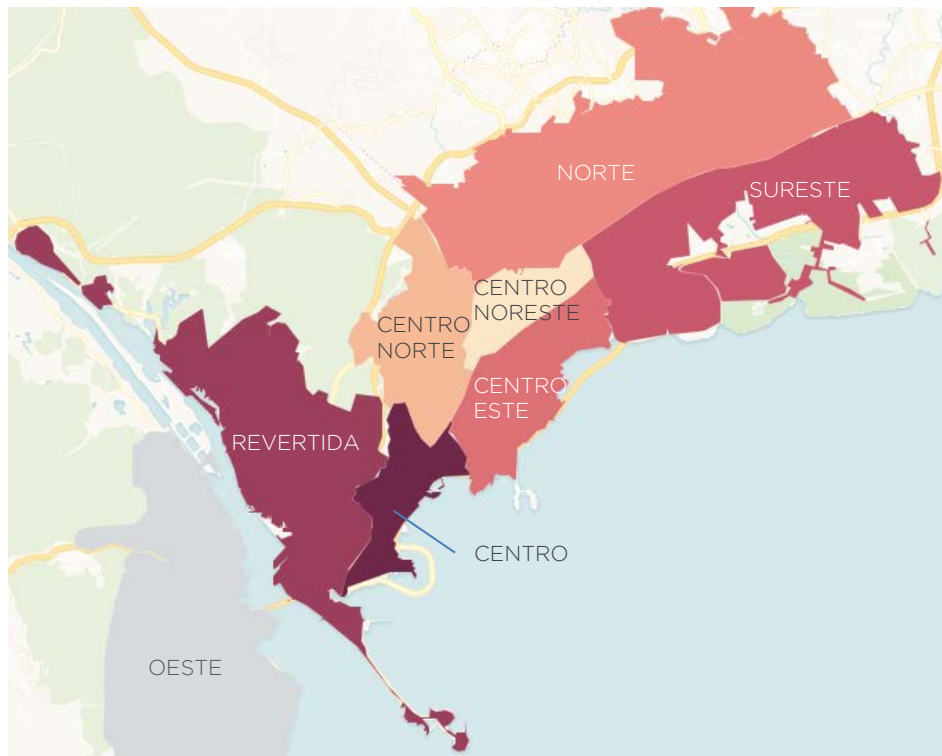 NORTE
SURESTE
CENTRO
NORESTE
CENTRO
NORTE
CENTRO
ESTE
REVERTIDA
CENTRO
OESTE